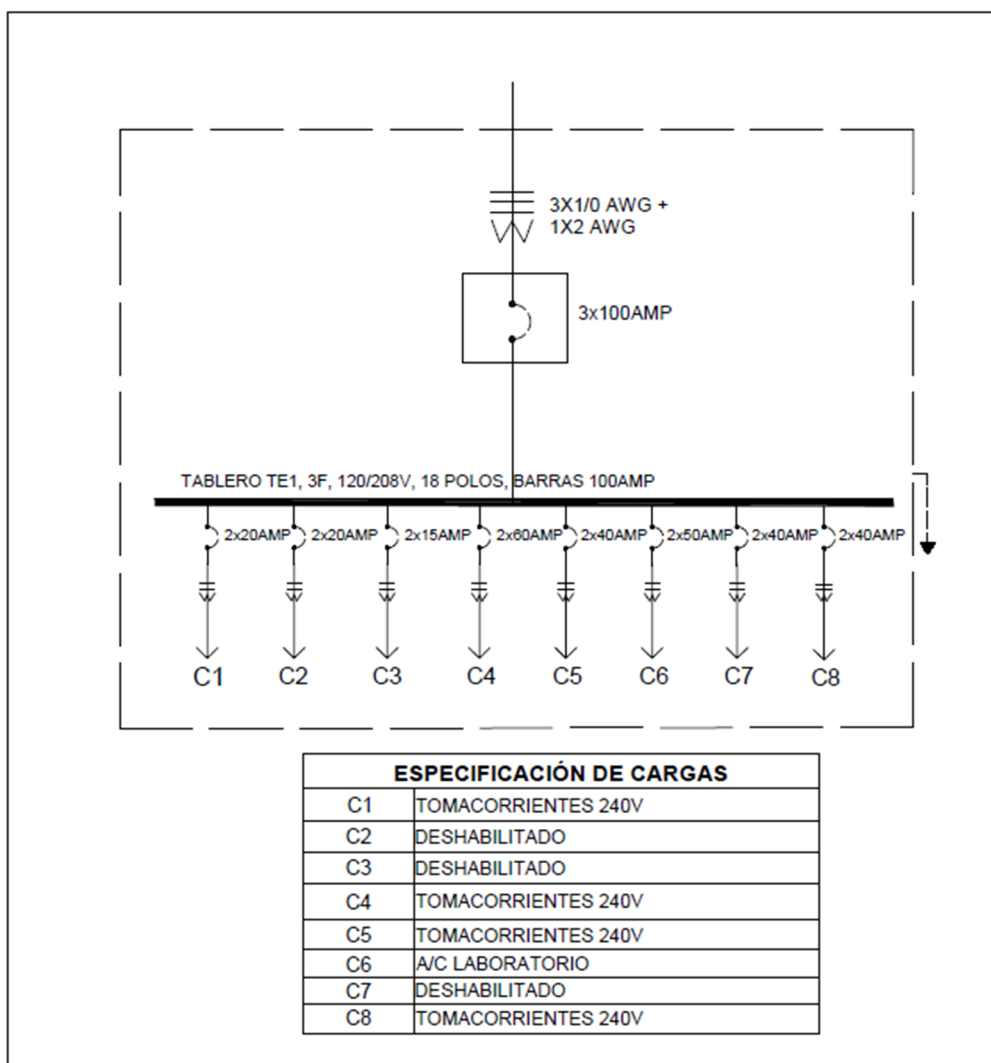 3X1/0 AWG +
1X2 AWG
3x100AMP
TABLERO TE1, 3F, 120/208V, 18 POLOS, BARRAS 100AMP
2x20AMP 2x20AMP 2x15AMP 2x60AMP 2x40AMP 2x50AMP 2x40AMP 2x40AMP
C1 C2 C3 C4 C5 C6 C7 C8
ESPECIFICACIÓN DE CARGAS
C1 TOMACORRIENTES 240V
C2 DESHABILITADO
C3 DESHABILITADO
C4 TOMACORRIENTES 240V
C5 TOMACORRIENTES 240V
C6 A/C LABORATORIO
C7 DESHABILITADO
C8 TOMACORRIENTES 240V